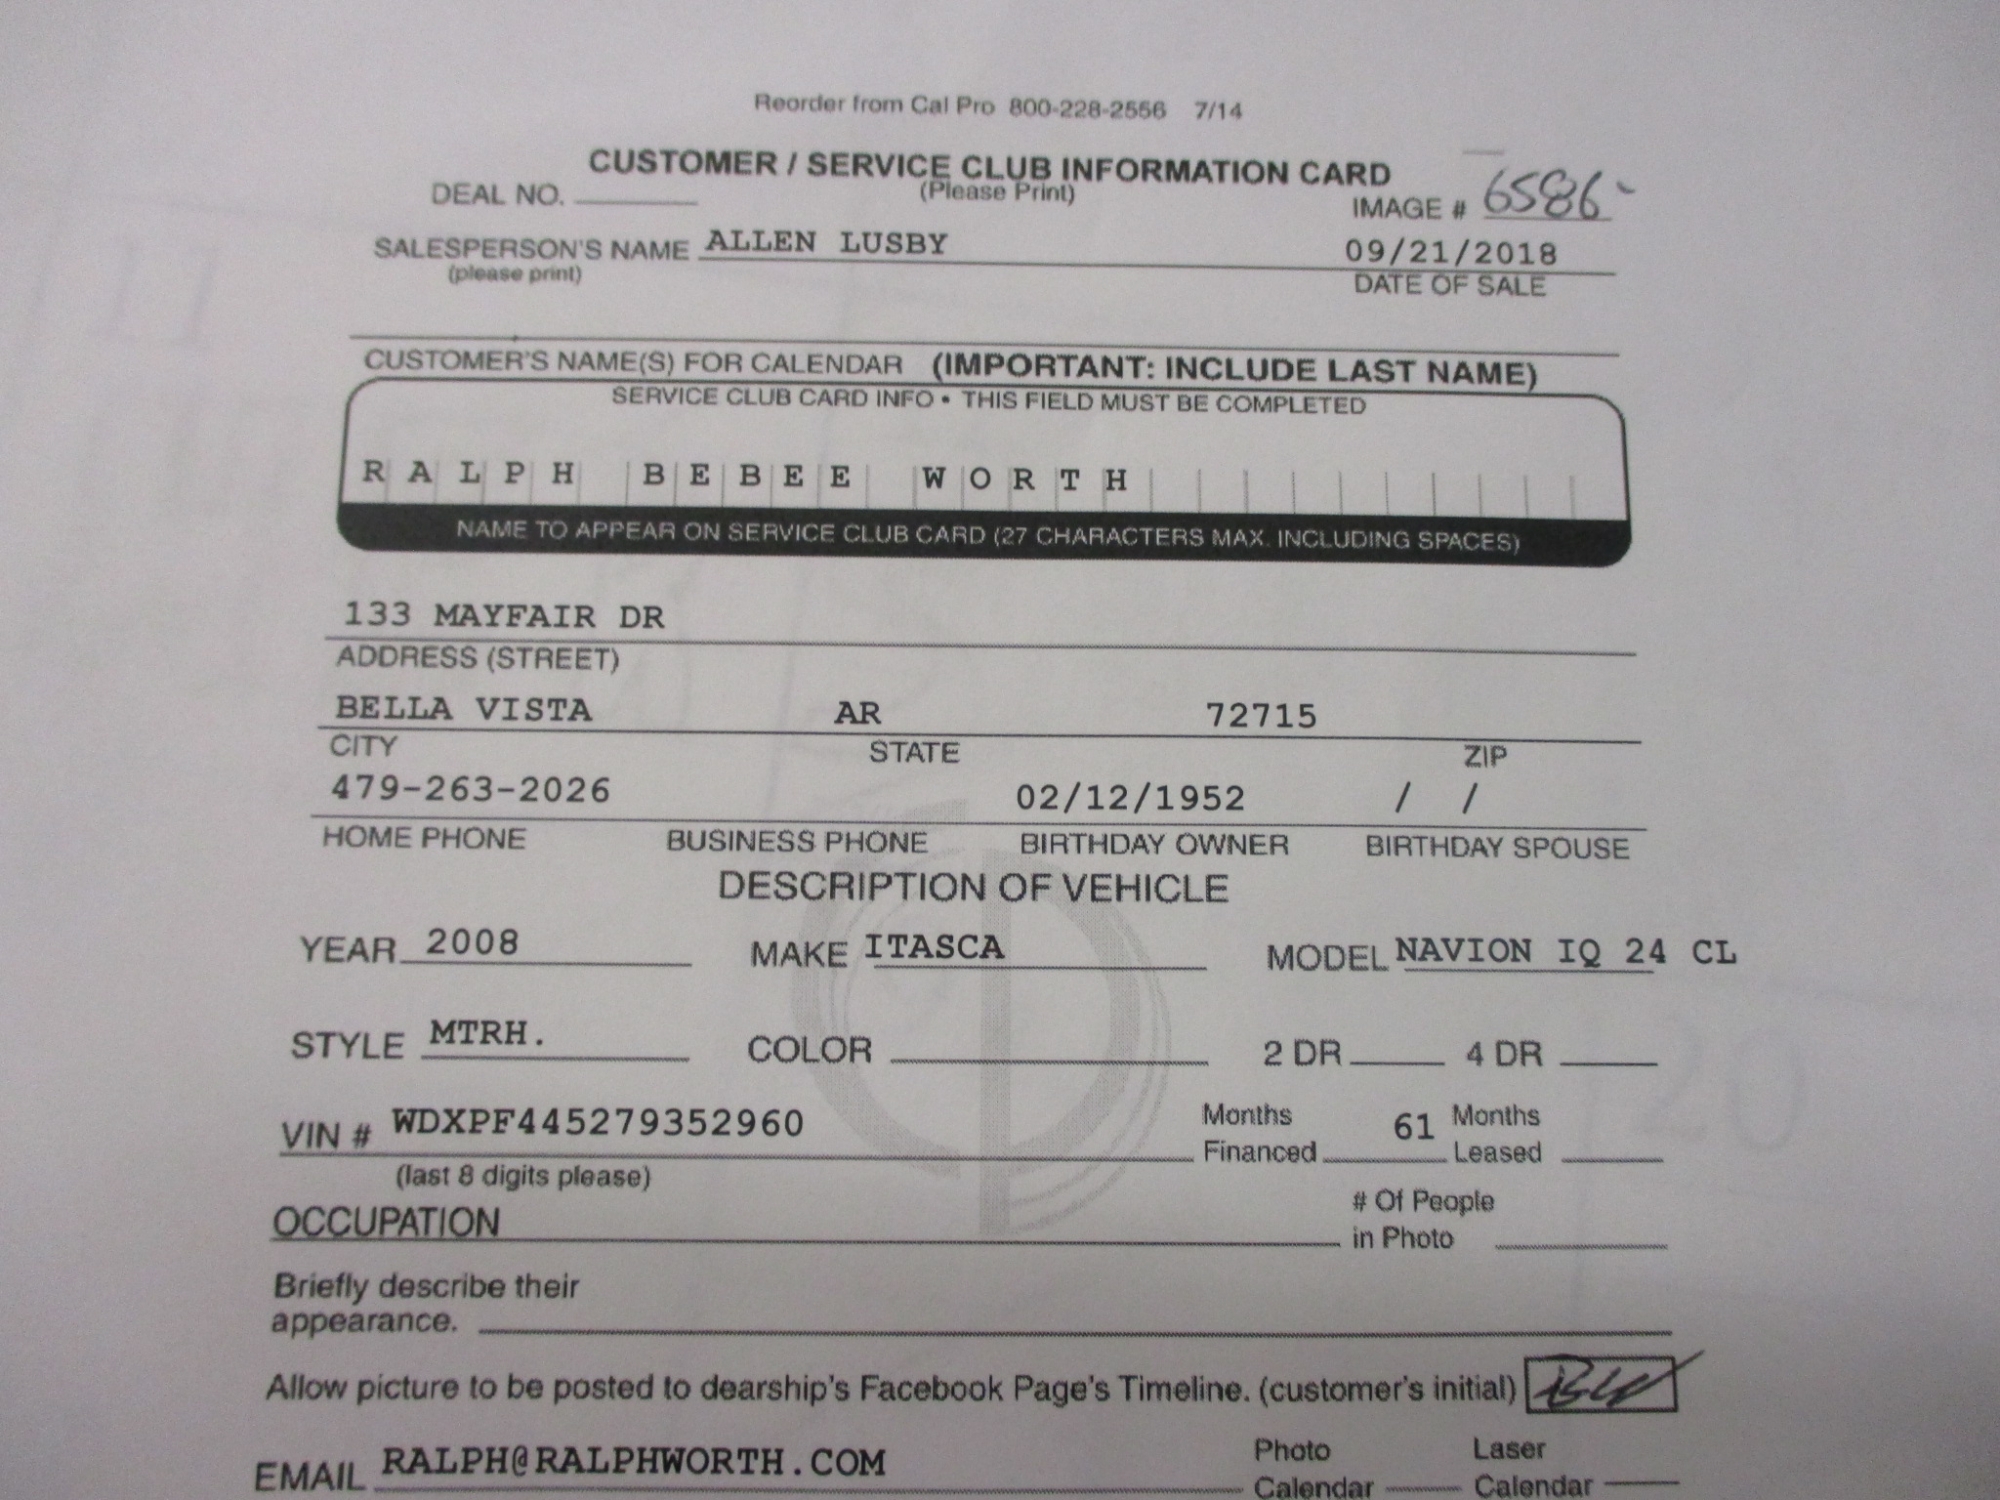 Reorder from Cal Pro 800-228-2556 7/14
CUSTOMER / SERVICE CLUB INFORMATION CARD
DEAL NO. (Please Print) IMAGE # 6586
SALESPERSON'S NAME ALLEN LUSBY 09/21/2018
(please print) DATE OF SALE
CUSTOMER'S NAME(S) FOR CALENDAR (IMPORTANT: INCLUDE LAST NAME)
SERVICE CLUB CARD INFO • THIS FIELD MUST BE COMPLETED
RALPH BEBEE WORTH
NAME TO APPEAR ON SERVICE CLUB CARD (27 CHARACTERS MAX. INCLUDING SPACES)
133 MAYFAIR DR
ADDRESS (STREET)
BELLA VISTA AR 72715
CITY STATE ZIP
479-263-2026 02/12/1952 / /
HOME PHONE BUSINESS PHONE BIRTHDAY OWNER BIRTHDAY SPOUSE
DESCRIPTION OF VEHICLE
YEAR 2008 MAKE ITASCA MODEL NAVION IQ 24 CL
STYLE MTRH. COLOR 2 DR 4 DR
VIN # WDXPF445279352960 Months Financed 61 Months Leased
(last 8 digits please)
OCCUPATION # Of People in Photo
Briefly describe their
appearance.
Allow picture to be posted to dearship's Facebook Page's Timeline. (customer's initial)
EMAIL RALPH@RALPHWORTH.COM Photo Calendar Laser Calendar